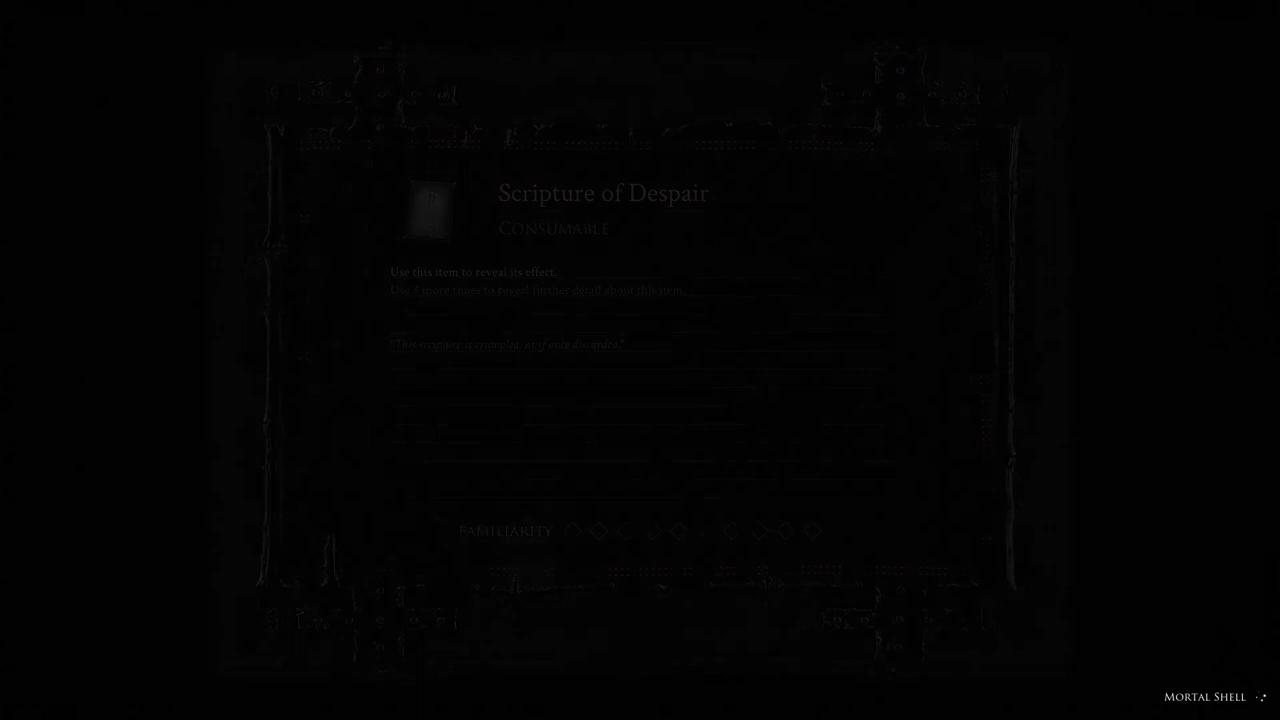 Scripture of Despair
Consumable
Use this item to reveal its effect.
Use 4 more times to reveal further detail about this item.
"This scripture is crumpled, as if once discarded."
Familiarity
Mortal Shell